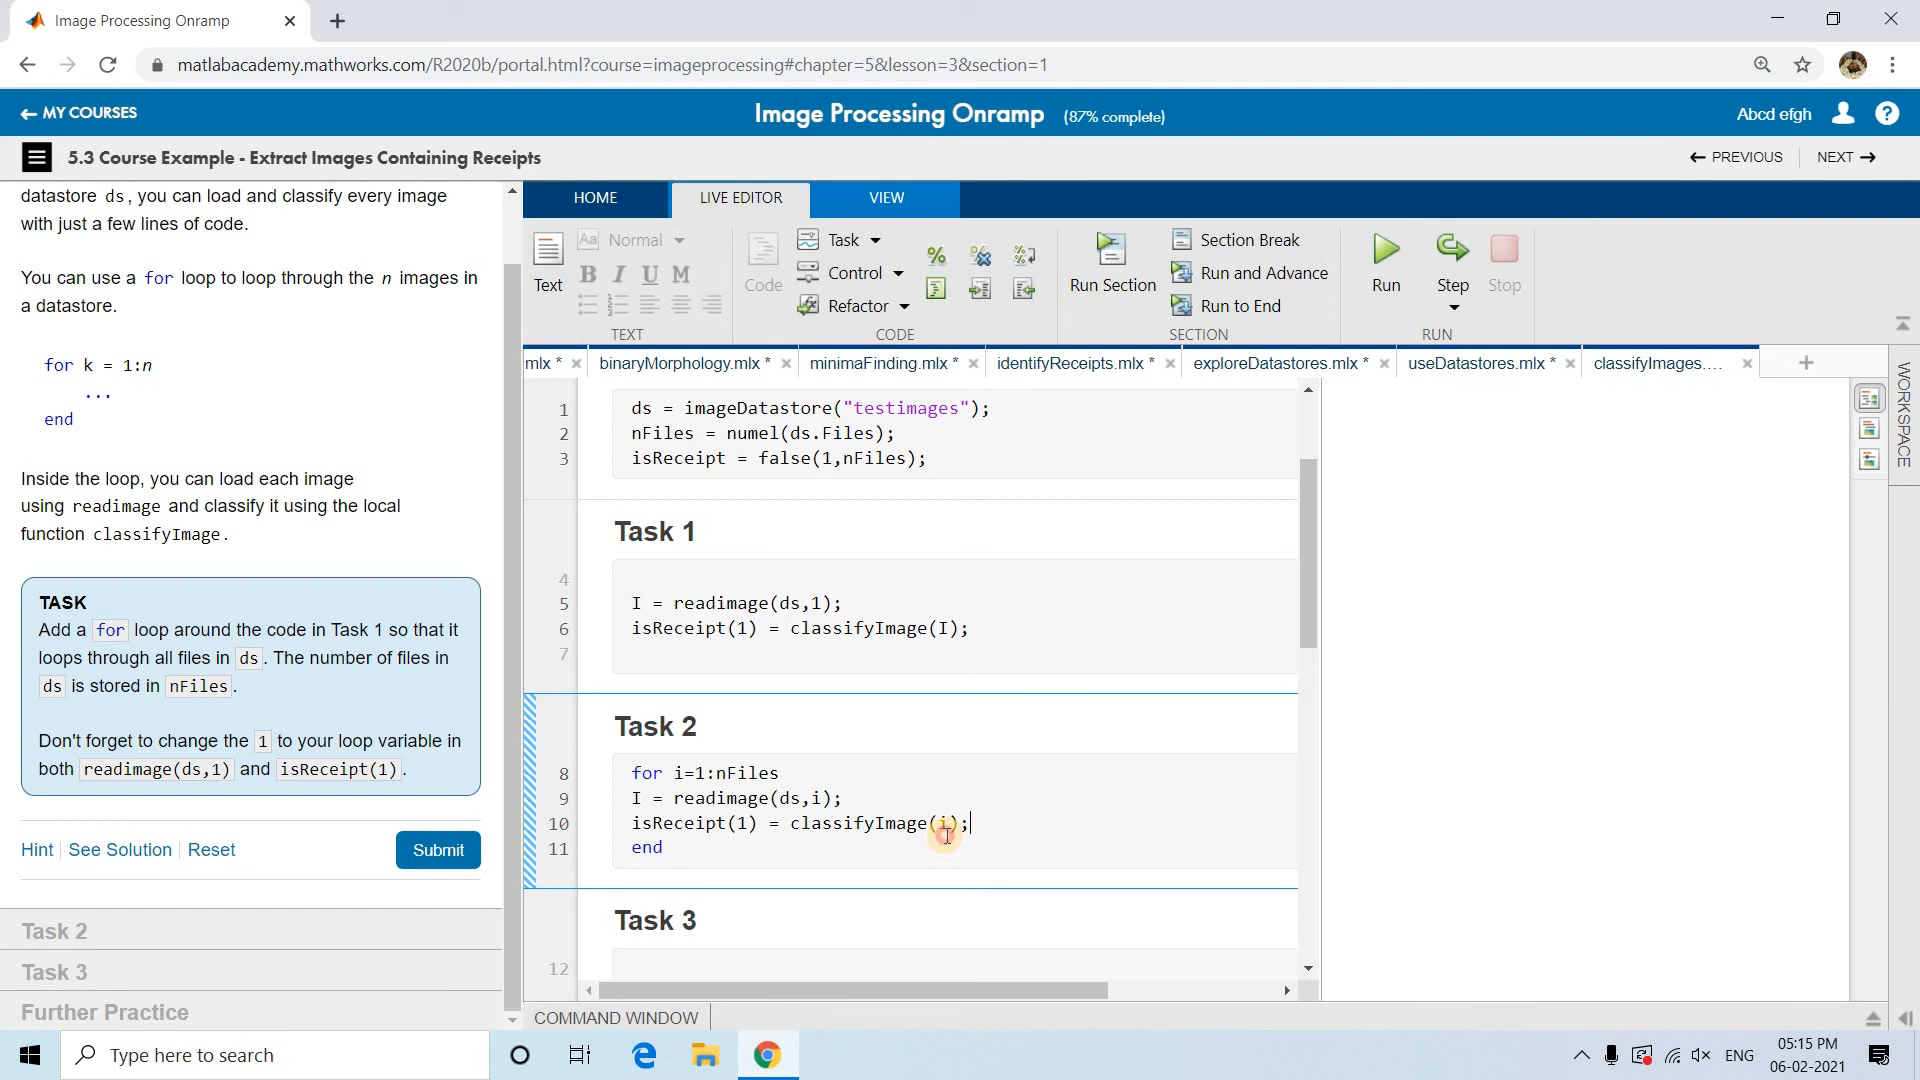 Image Processing Onramp
matlabacademy.mathworks.com/R2020b/portal.html?course=imageprocessing#chapter=5&lesson=3&section=1
MY COURSES
Image Processing Onramp (87% complete)
Abcd efgh
5.3 Course Example - Extract Images Containing Receipts
PREVIOUS
NEXT
datastore ds, you can load and classify every image
with just a few lines of code.
You can use a for loop to loop through the n images in
a datastore.
for k = 1:n
...
end
Inside the loop, you can load each image
using readimage and classify it using the local
function classifyImage.
TASK
Add a for loop around the code in Task 1 so that it
loops through all files in ds. The number of files in
ds is stored in nFiles.
Don't forget to change the 1 to your loop variable in
both readimage(ds,1) and isReceipt(1).
Hint
See Solution
Reset
Submit
Task 2
Task 3
Further Practice
HOME
LIVE EDITOR
VIEW
Text
Aa Normal
B I U M
TEXT
Code
Task
Control
Refactor
CODE
Run Section
Section Break
Run and Advance
Run to End
SECTION
Run
Step
Stop
RUN
mlx *
binaryMorphology.mlx *
minimaFinding.mlx *
identifyReceipts.mlx *
exploreDatastores.mlx *
useDatastores.mlx *
classifyImages....
WORKSPACE
1 ds = imageDatastore("testimages");
2 nFiles = numel(ds.Files);
3 isReceipt = false(1,nFiles);
Task 1
4
5 I = readimage(ds,1);
6 isReceipt(1) = classifyImage(I);
7
Task 2
8 for i=1:nFiles
9 I = readimage(ds,i);
10 isReceipt(1) = classifyImage(i);
11 end
Task 3
12
COMMAND WINDOW
Type here to search
ENG
05:15 PM
06-02-2021